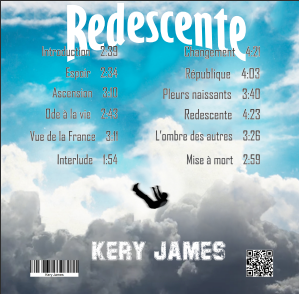 Redescente
Introduction 2:39
Espoir
Ascension
Ode à la vie 2:43
Vue de la France 3:11
Interlude 1:54
Changement 4:21
Republique 4:03
Pleurs naissants 3:40
Redescente 4:23
L'ombre des autres 3:26
Mise à mort 2:59
KERY JAMES
Kery James